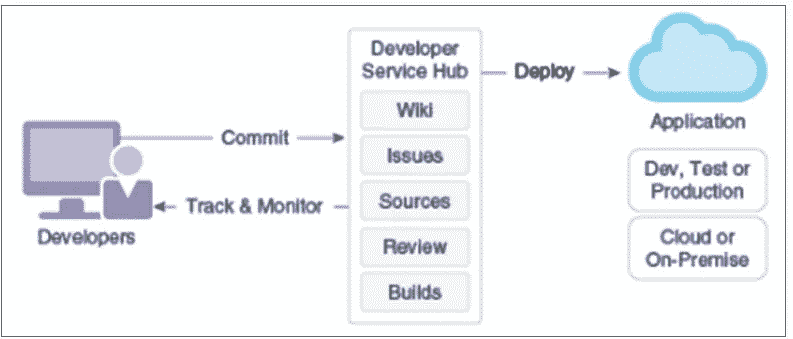 Developers
Commit
Track & Monitor
Developer
Service Hub
Wiki
Issues
Sources
Review
Builds
Deploy
Application
Dev, Test or
Production
Cloud or
On-Premise